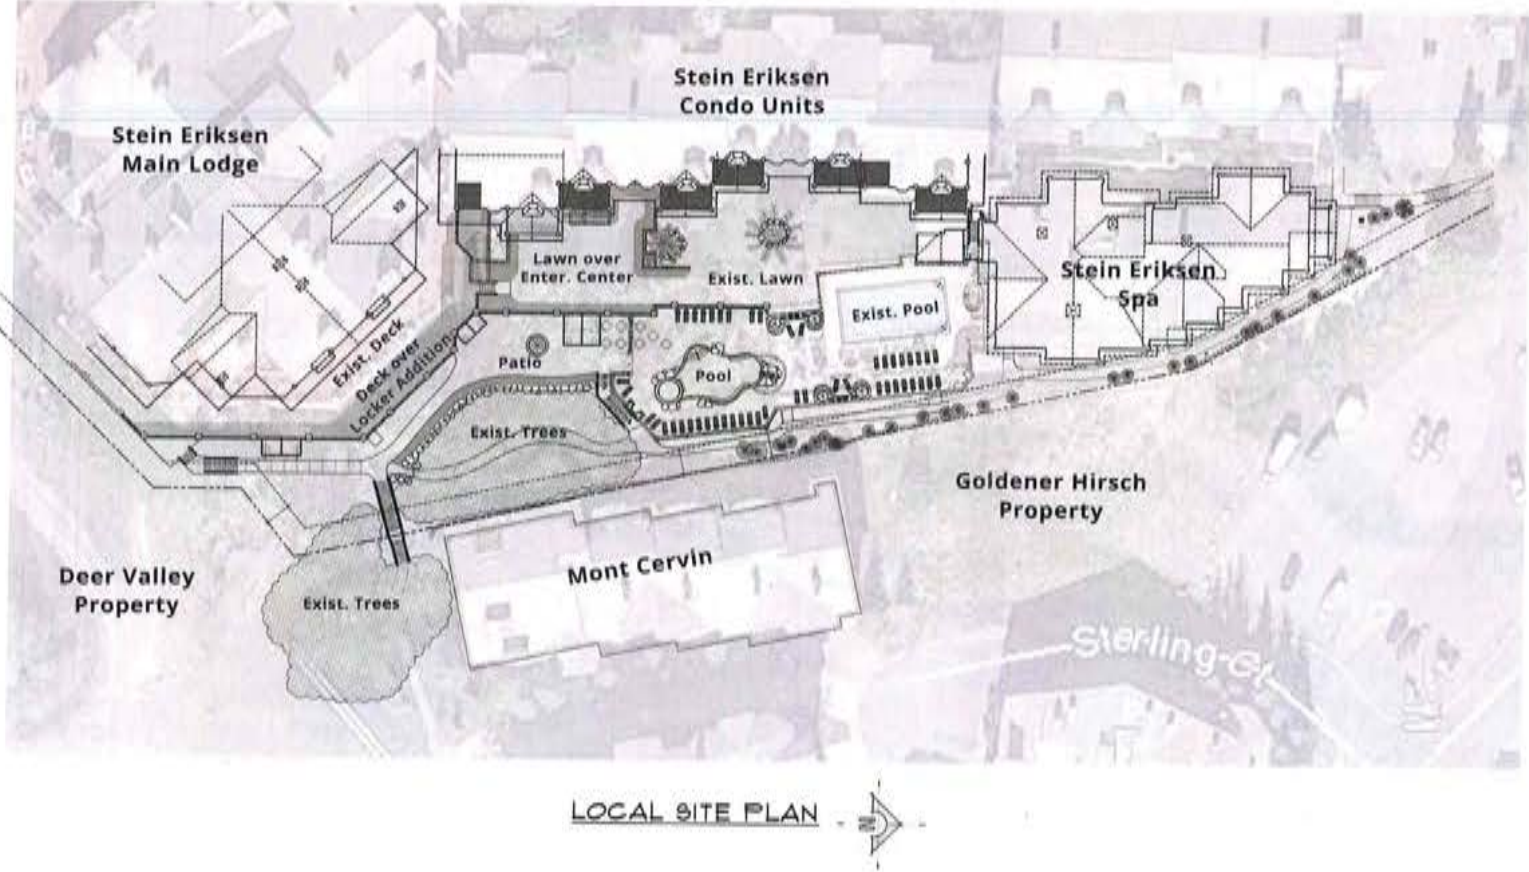 Stein Eriksen
Condo Units
Stein Eriksen
Main Lodge
Lawn over
Enter. Center
Exist. Lawn
Stein Eriksen
Spa
Exist. Pool
Exist. Deck
Deck over
Locker Addition
Patio
Pool
Exist. Trees
Goldener Hirsch
Property
Mont Cervin
Deer Valley
Property
Exist. Trees
Sterling Ct
LOCAL SITE PLAN
N